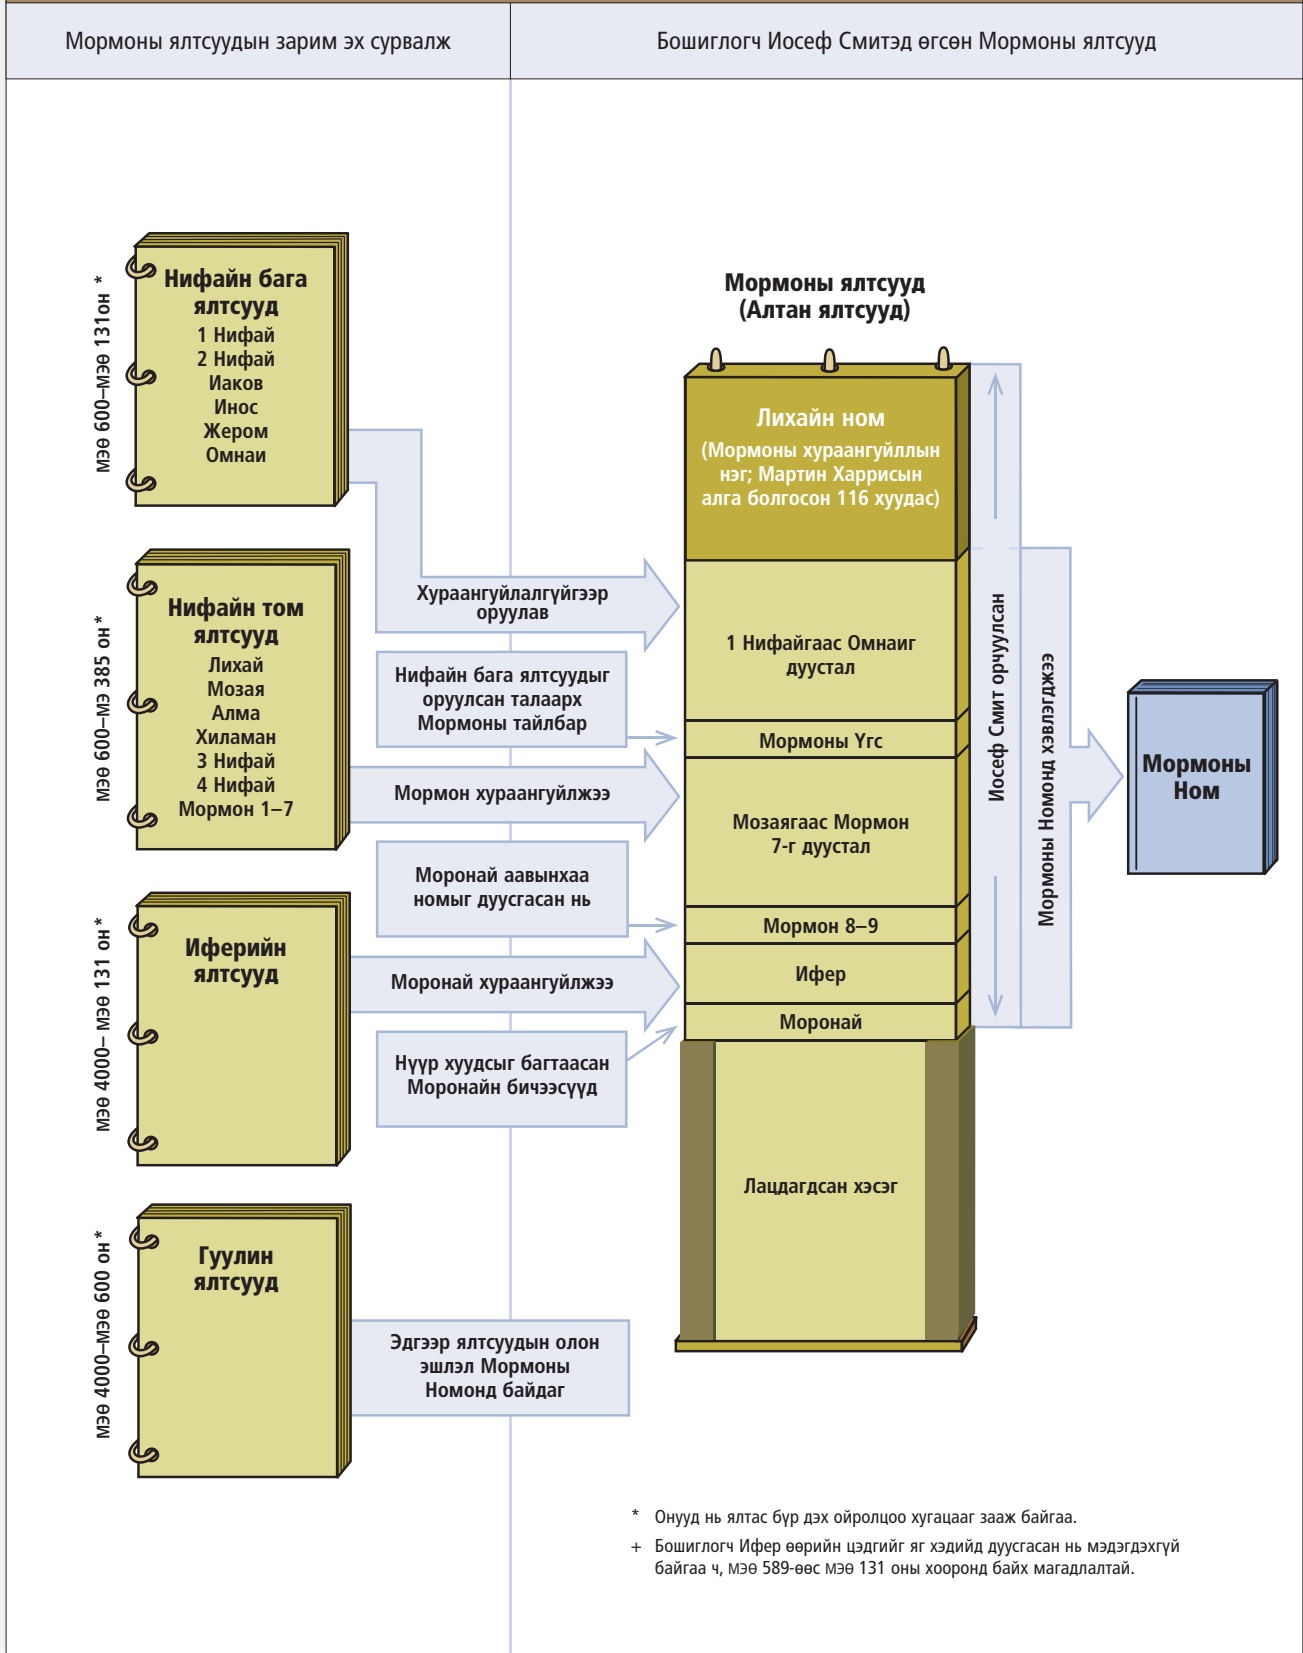 Мормоны ялтсуудын зарим эх сурвалж
Бошиглогч Иосеф Смитэд өгсөн Мормоны ялтсууд
МЭӨ 600–МЭӨ 131он *
Нифайн бага
ялтсууд
1 Нифай
2 Нифай
Иаков
Инос
Жером
Омнаи
МЭӨ 600–МЭ 385 он*
Нифайн том
ялтсууд
Лихай
Мозая
Алма
Хиламан
3 Нифай
4 Нифай
Мормон 1–7
МЭӨ 4000– МЭӨ 131 он*
Иферийн
ялтсууд
МЭӨ 4000–МЭӨ 600 он*
Гуулин
ялтсууд
Хураангуйлалгүйгээр
оруулав
Нифайн бага ялтсуудыг
оруулсан талаарх
Мормоны тайлбар
Мормон хураангуйлжээ
Моронай аавынхаа
номыг дуусгасан нь
Моронай хураангуйлжээ
Нүүр хуудсыг багтаасан
Моронайн бичээсүүд
Эдгээр ялтсуудын олон
эшлэл Мормоны
Номонд байдаг
Мормоны ялтсууд
(Алтан ялтсууд)
Лихайн ном
(Мормоны хураангуйллын
нэг; Мартин Харрисын
алга болгосон 116 хуудас)
1 Нифайгаас Омнаиг
дуустал
Мормоны Үгс
Мозаягаас Мормон
7-г дуустал
Мормон 8–9
Ифер
Моронай
Лацдагдсан хэсэг
Иосеф Смит орчуулсан
Мормоны Номонд хэвлэгджээ
Мормоны
Ном
* Онууд нь ялтас бүр дэх ойролцоо хугацааг зааж байгаа.
+ Бошиглогч Ифер өөрийн цэдгийг яг хэдийд дуусгасан нь мэдэгдэхгүй
байгаа ч, МЭӨ 589-өөс МЭӨ 131 оны хооронд байх магадлалтай.